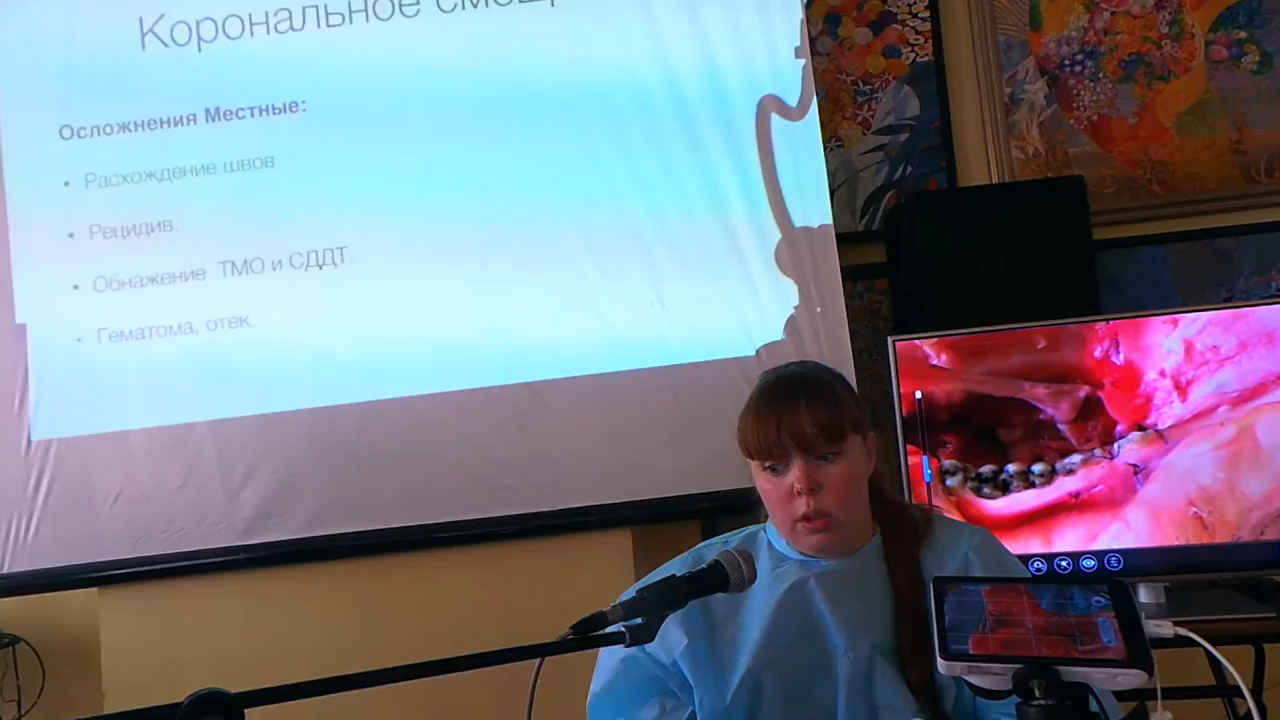 Корональное смещ
Осложнения Местные:
• Расхождение швов
• Рецидив.
• Обнажение ТМО и СДДТ.
• Гематома, отек.